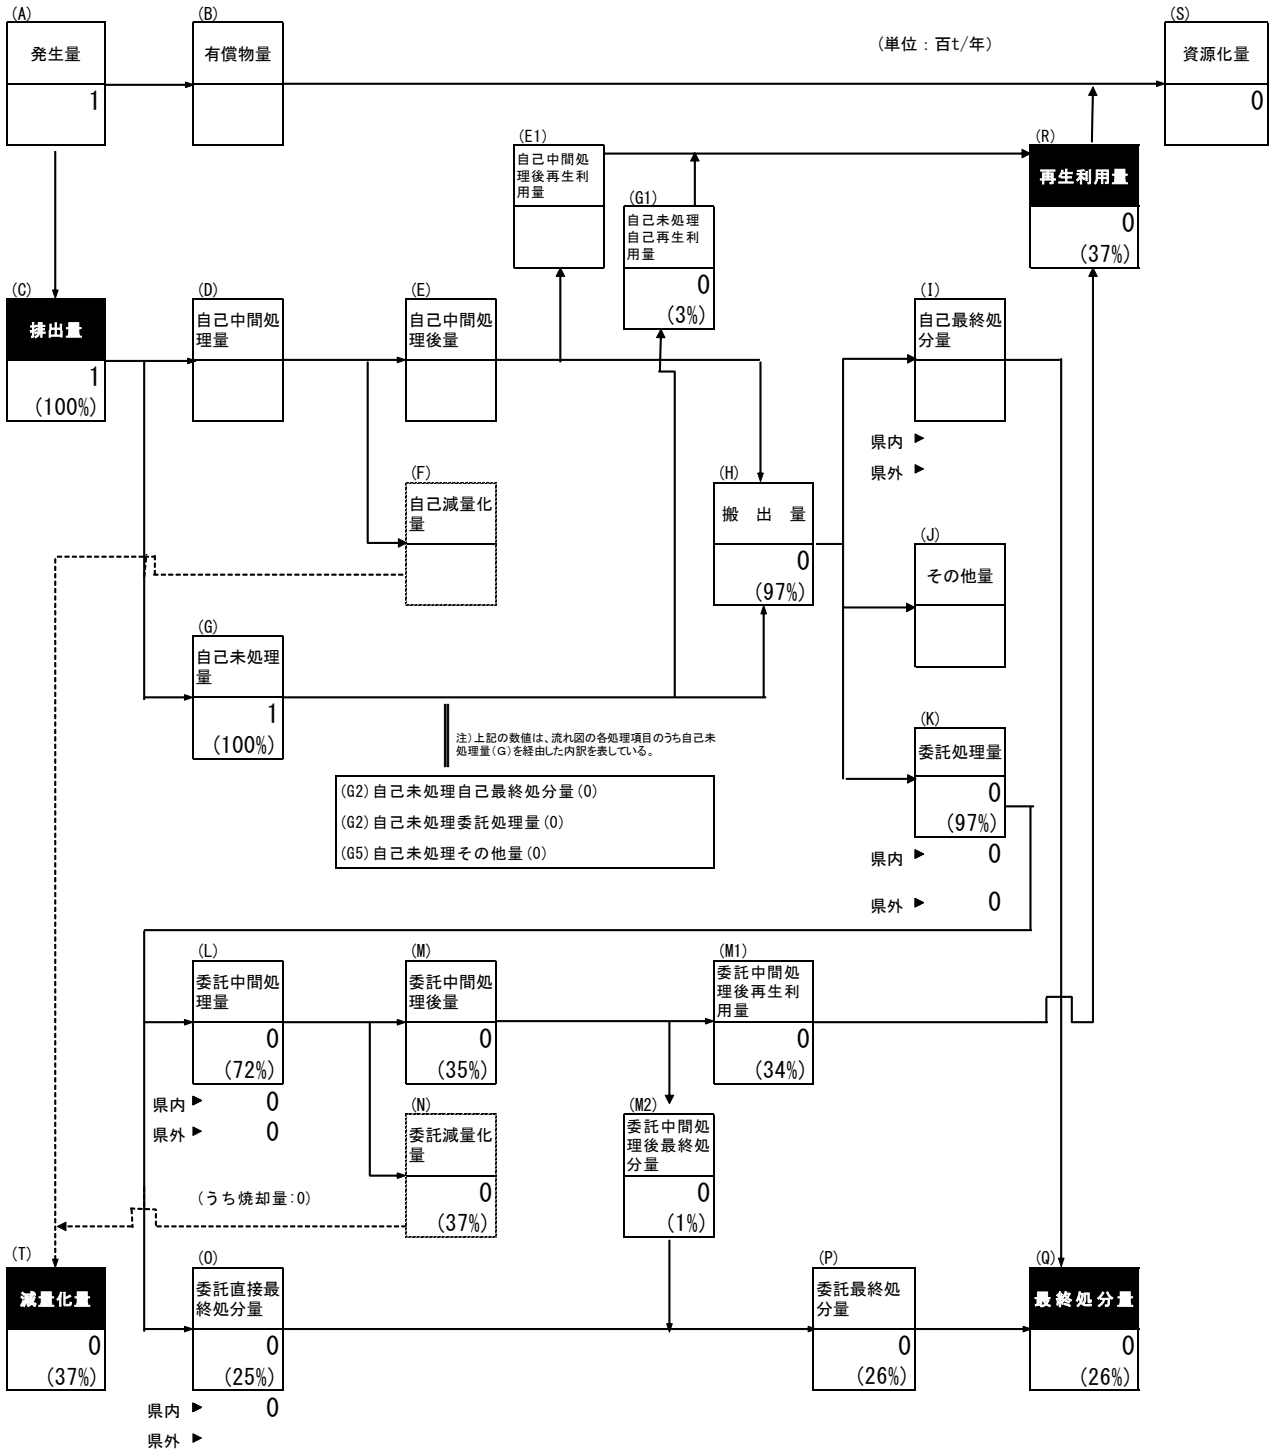 (A)
発生量
1
(B)
有償物量
(単位：百t/年)
(S)
資源化量
0
(E1)
自己中間処
理後再生利
用量
(G1)
自己未処理
自己再生利
用量
0
(3%)
(R)
再生利用量
0
(37%)
(C)
排出量
1
(100%)
(D)
自己中間処
理量
(E)
自己中間処
理後量
(I)
自己最終処
分量
県内
県外
(F)
自己減量化
量
(H)
搬 出 量
0
(97%)
(J)
その他量
(G)
自己未処理
量
1
(100%)
注)上記の数値は、流れ図の各処理項目のうち自己未
処理量(G)を経由した内訳を表している。
(G2)自己未処理自己最終処分量(0)
(G2)自己未処理委託処理量(0)
(G5)自己未処理その他量(0)
(K)
委託処理量
0
(97%)
県内 0
県外 0
(L)
委託中間処
理量
0
(72%)
県内 0
県外 0
(M)
委託中間処
理後量
0
(35%)
(M1)
委託中間処
理後再生利
用量
0
(34%)
(N)
委託減量化
量
0
(37%)
(うち焼却量:0)
(M2)
委託中間処
理後最終処
分量
0
(1%)
(T)
減量化量
0
(37%)
(O)
委託直接最
終処分量
0
(25%)
県内 0
県外
(P)
委託最終処
分量
0
(26%)
(Q)
最終処分量
0
(26%)